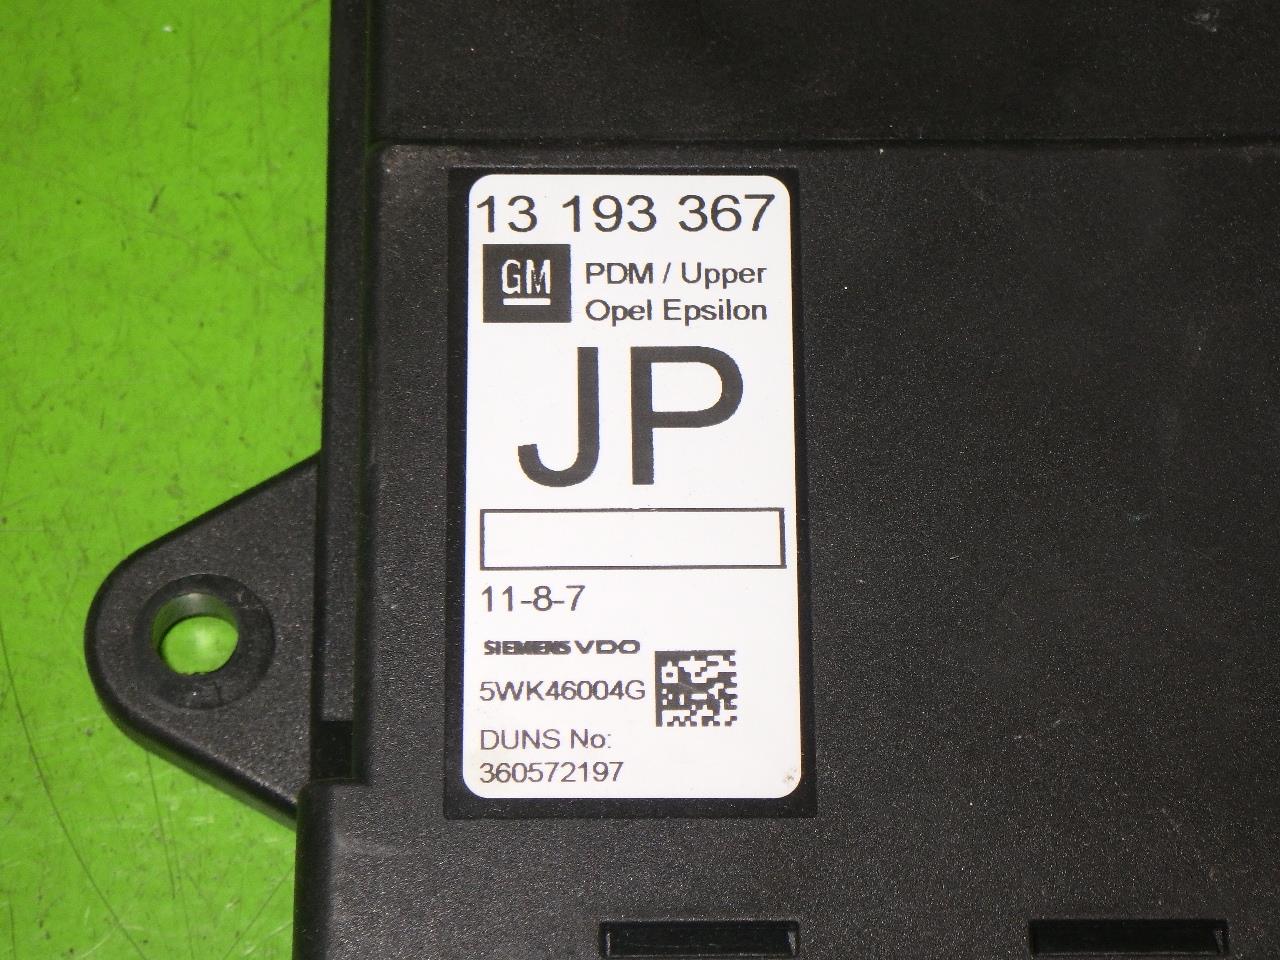 13 193 367
GM
PDM / Upper
Opel Epsilon
JP
11-8-7
SIEMENS VDO
5WK46004G
DUNS No:
360572197